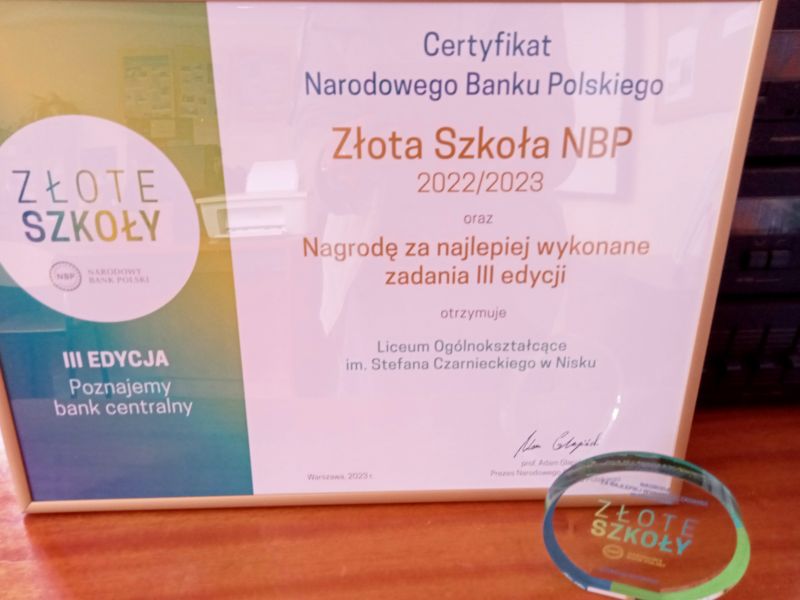 ZŁOTE
SZKOŁY
NBP
NARODOWY
BANK POLSKI
III EDYCJA
Poznajemy
bank centralny
Certyfikat
Narodowego Banku Polskiego
Złota Szkoła NBP
2022/2023
oraz
Nagrodę za najlepiej wykonane
zadania III edycji
otrzymuje
Liceum Ogólnokształcące
im. Stefana Czarnieckiego w Nisku
Warszawa, 2023 r.
prof. Adam
Prezes Narodowego
ZŁOTE
SZKOŁY